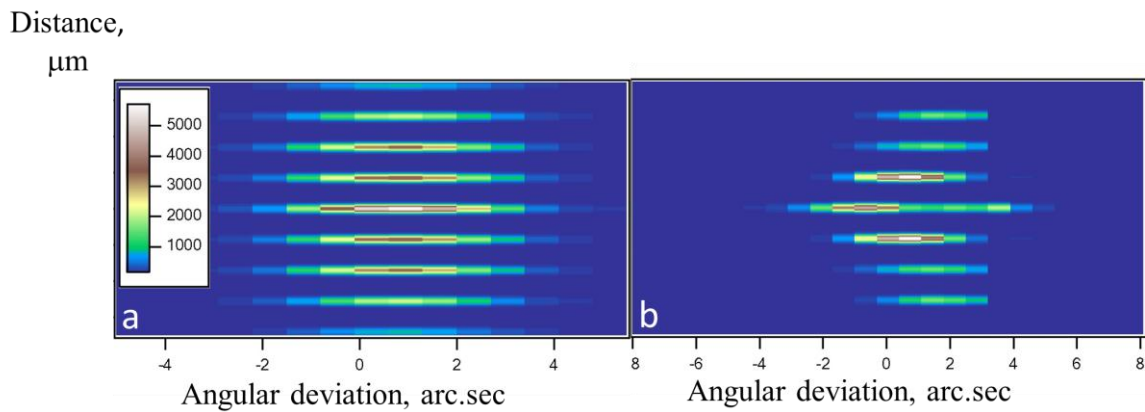 Distance,
μm
5000
4000
3000
2000
1000
a
b
-4 -2 0 2 4
8 -6 -4 -2 0 2 4 6 8
Angular deviation, arc.sec
Angular deviation, arc.sec